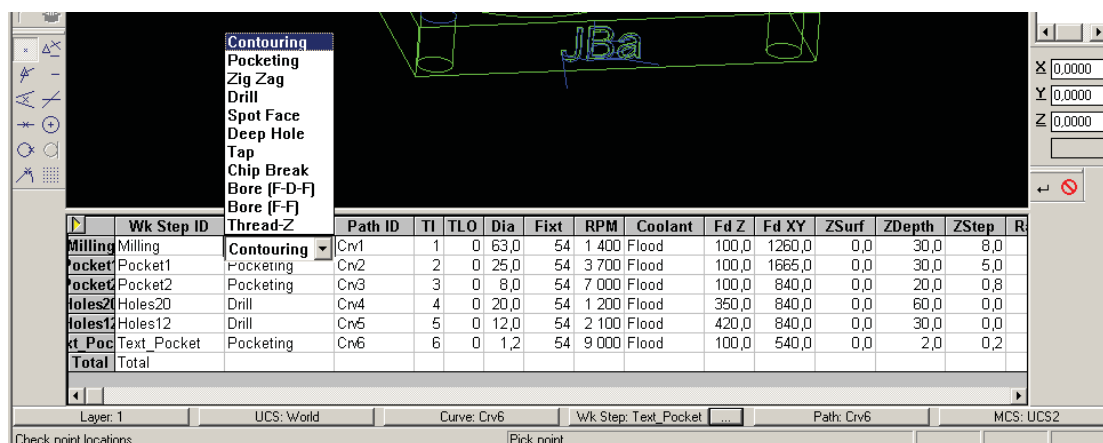 JBa
Contouring
Pocketing
Zig Zag
Drill
Spot Face
Deep Hole
Tap
Chip Break
Bore (F-D-F)
Bore (F-F)
Thread-Z
X 0,0000
Y 0,0000
Z 0,0000
Wk Step ID Path ID Tl TLO Dia Fixt RPM Coolant Fd Z Fd XY ZSurf ZDepth ZStep
Milling Milling Contouring Crv1 1 0 63,0 54 1 400 Flood 100,0 1260,0 0,0 30,0 8,0
Pocket1 Pocket1 Pocketing Crv2 2 0 25,0 54 3 700 Flood 100,0 1665,0 0,0 30,0 5,0
Pocket2 Pocket2 Pocketing Crv3 3 0 8,0 54 7 000 Flood 100,0 840,0 0,0 20,0 0,8
Holes20 Holes20 Drill Crv4 4 0 20,0 54 1 200 Flood 350,0 840,0 0,0 60,0 0,0
Holes12 Holes12 Drill Crv5 5 0 12,0 54 2 100 Flood 420,0 840,0 0,0 30,0 0,0
xt_Poc Text_Pocket Pocketing Crv6 6 0 1,2 54 9 000 Flood 100,0 540,0 0,0 2,0 0,2
Total Total
Layer: 1 UCS: World Curve: Crv6 Wk Step: Text_Pocket ... Path: Crv6 MCS: UCS2
Check point locations Pick point